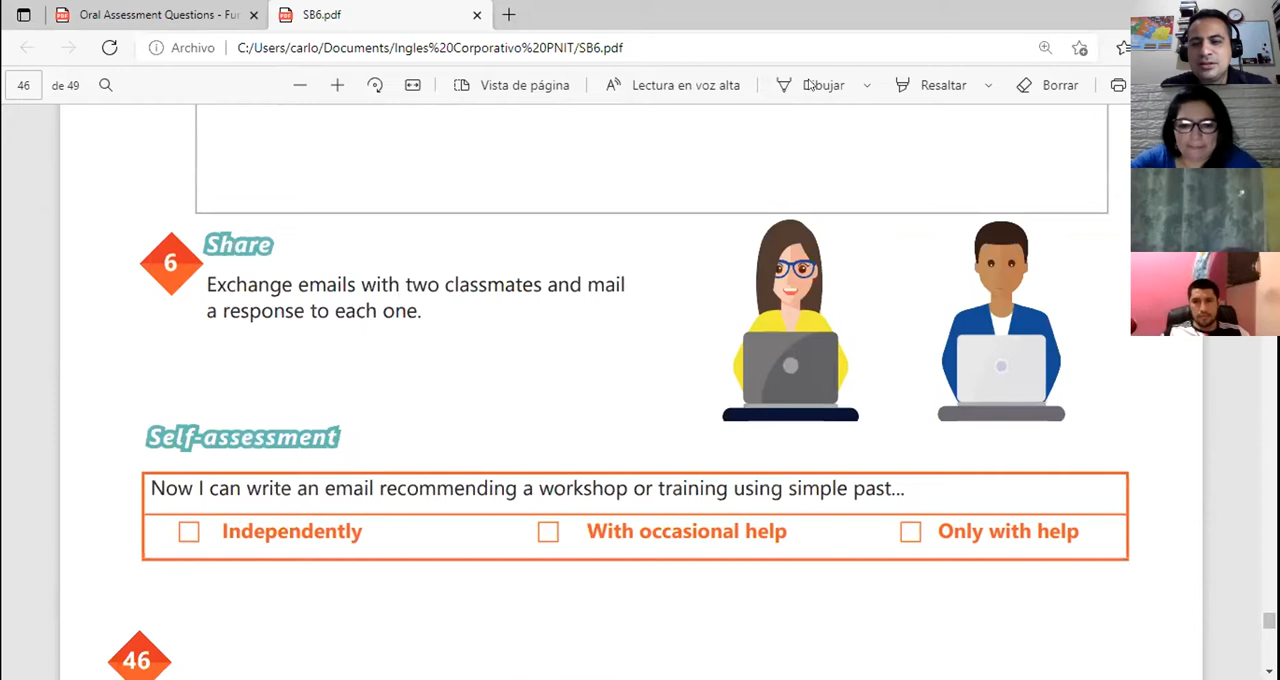 Oral Assessment Questions - Fu
SB6.pdf
Archivo
C:/Users/carlo/Documents/Ingles%20Corporativo%20PNIT/SB6.pdf
46 de 49
Vista de página
Lectura en voz alta
Dibujar
Resaltar
Borrar
6
Share
Exchange emails with two classmates and mail
a response to each one.
Self-assessment
Now I can write an email recommending a workshop or training using simple past...
Independently
With occasional help
Only with help
46